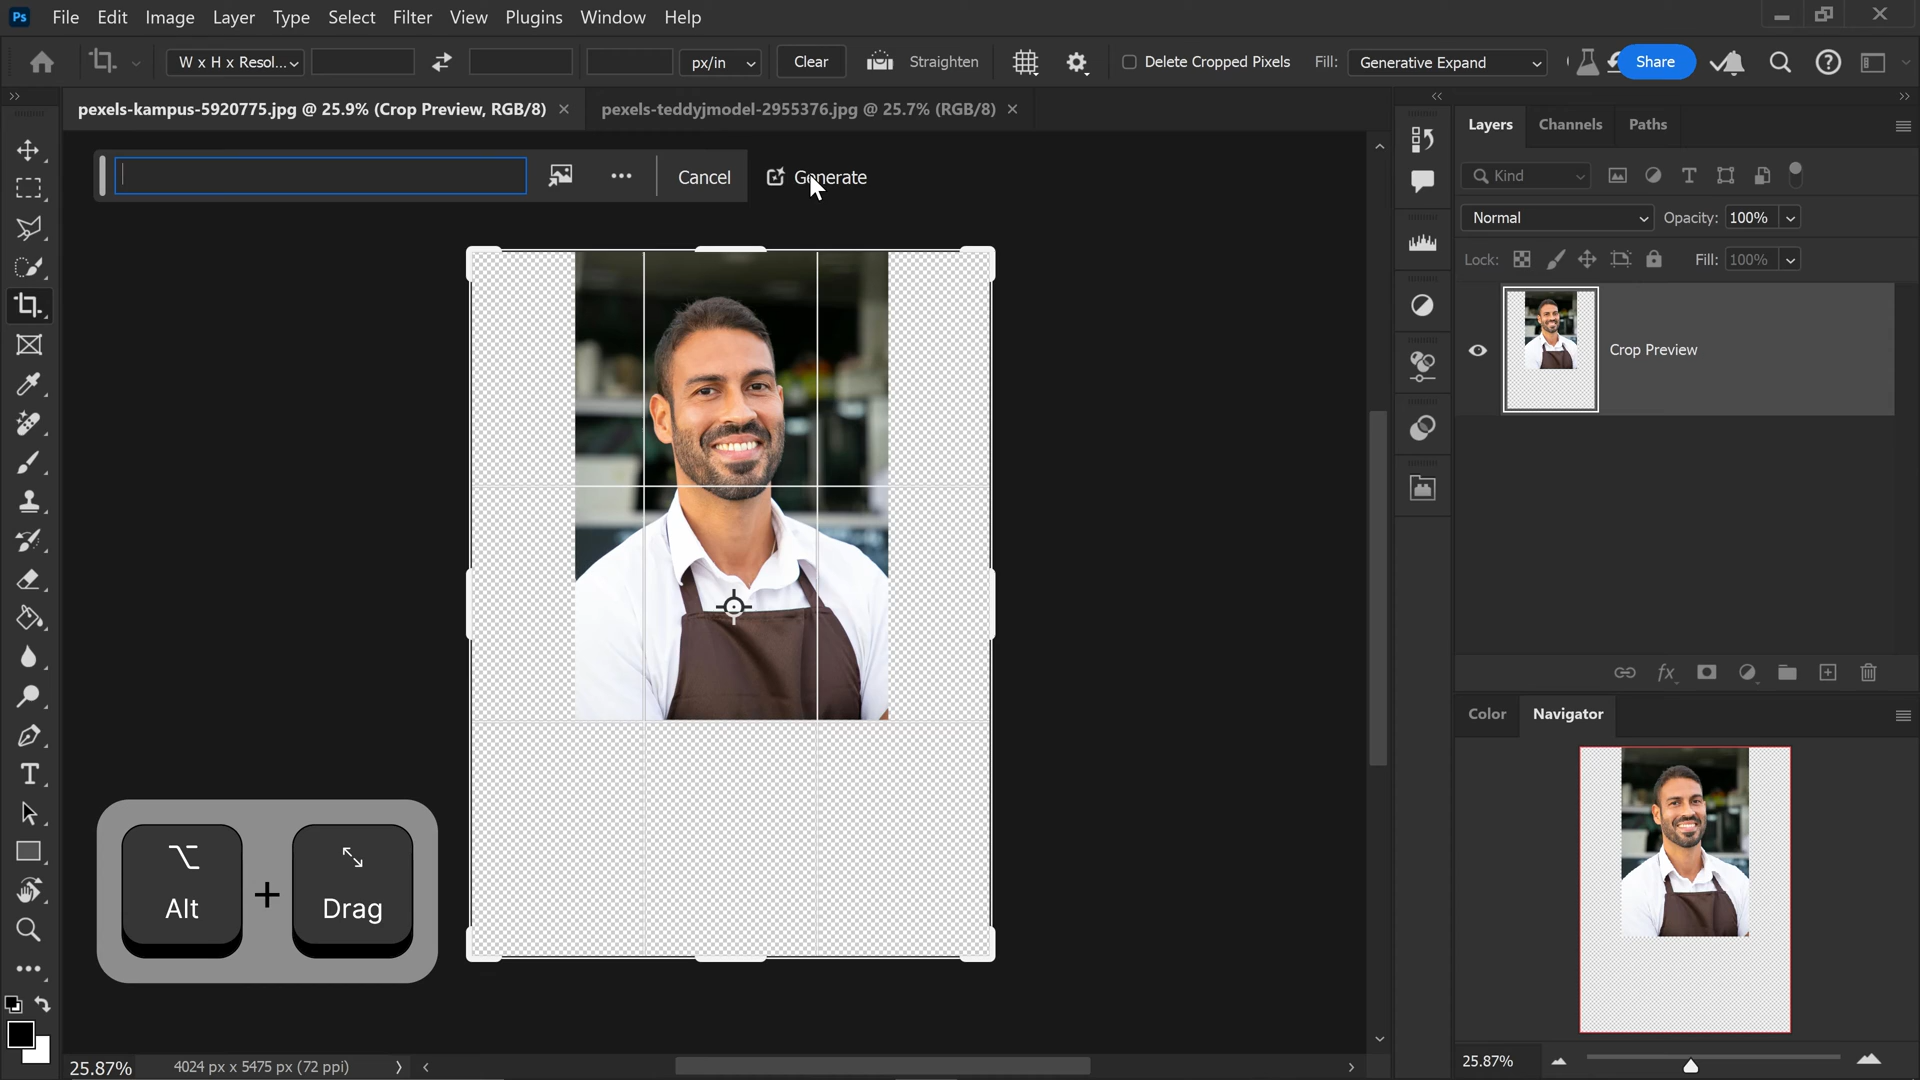 Ps File Edit Image Layer Type Select Filter View Plugins Window Help
W x H x Resol... px/in Clear Straighten Delete Cropped Pixels Fill: Generative Expand Share
pexels-kampus-5920775.jpg @ 25.9% (Crop Preview, RGB/8) pexels-teddyjmodel-2955376.jpg @ 25.7% (RGB/8)
Layers Channels Paths
Cancel Generate
Kind
Normal Opacity: 100%
Lock: Fill: 100%
Crop Preview
Color Navigator
Alt + Drag
25.87% 4024 px x 5475 px (72 ppi)
25.87%